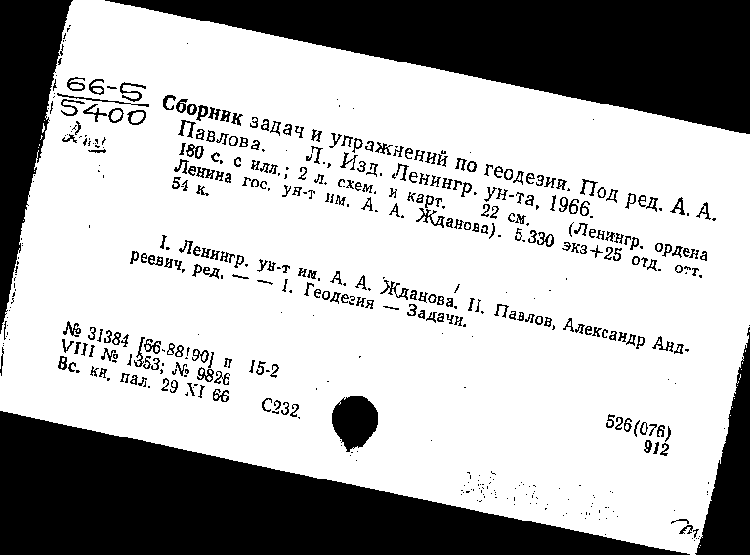 66-5
5400
Сборник задач и упражнений по геодезии. Под ред. А. А.
Павлова. Л., Изд. Ленингр. ун-та, 1966.
180 с. с илл.; 2 л. схем. и карт. 22 см. (Ленингр. ордена
Ленина гос. ун-т им. А. А. Жданова). 5.330 экз+25 отд. отт.
54 к.
I. Ленингр. ун-т им. А. А. Жданова. II. Павлов, Александр Анд-
реевич, ред. — — 1. Геодезия — Задачи.
№ 31384 [66-88190] п 15-2
VIII № 1353; № 9826
Вс. кн. пал. 29 XI 66 С232
526(076)
912